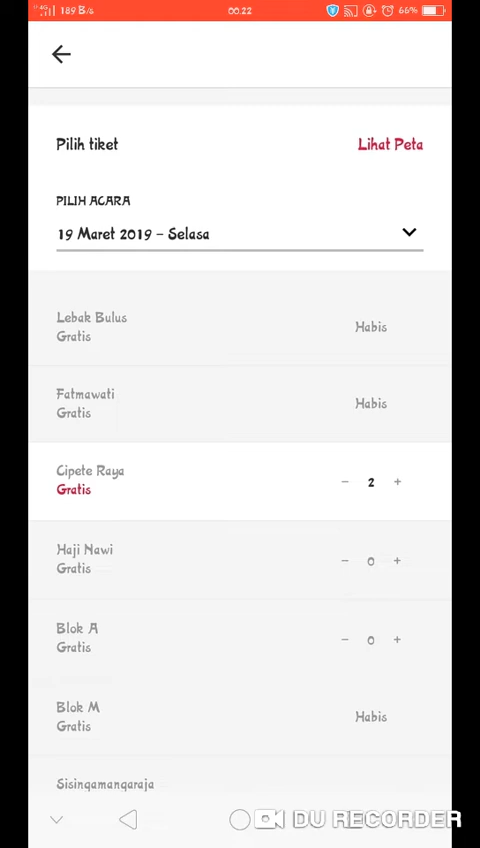 189 B/s 00.22 66%
Pilih tiket Lihat Peta
PILIH ACARA
19 Maret 2019 – Selasa
Lebak Bulus
Gratis
Habis
Fatmawati
Gratis
Habis
Cipete Raya
Gratis
− 2 +
Haji Nawi
Gratis
− 0 +
Blok A
Gratis
− 0 +
Blok M
Gratis
Habis
Sisingamangaraja
DU RECORDER